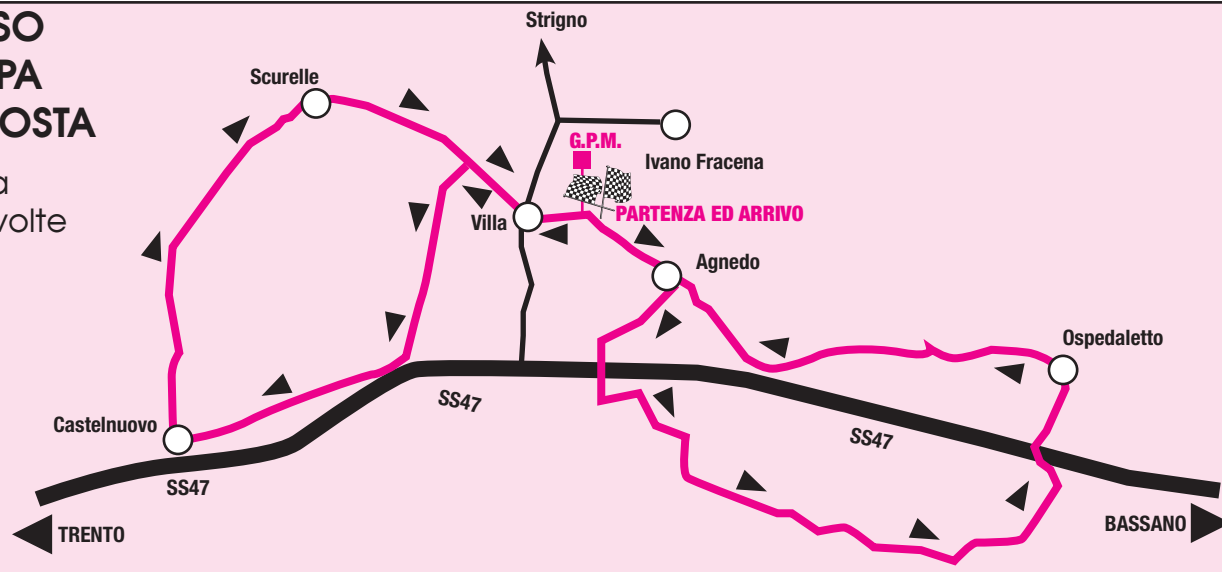 SO
PA
OSTA
a
volte
Strigno
Scurelle
G.P.M.
Ivano Fracena
PARTENZA ED ARRIVO
Villa
Agnedo
Ospedaletto
SS47
Castelnuovo
SS47
SS47
TRENTO
BASSANO